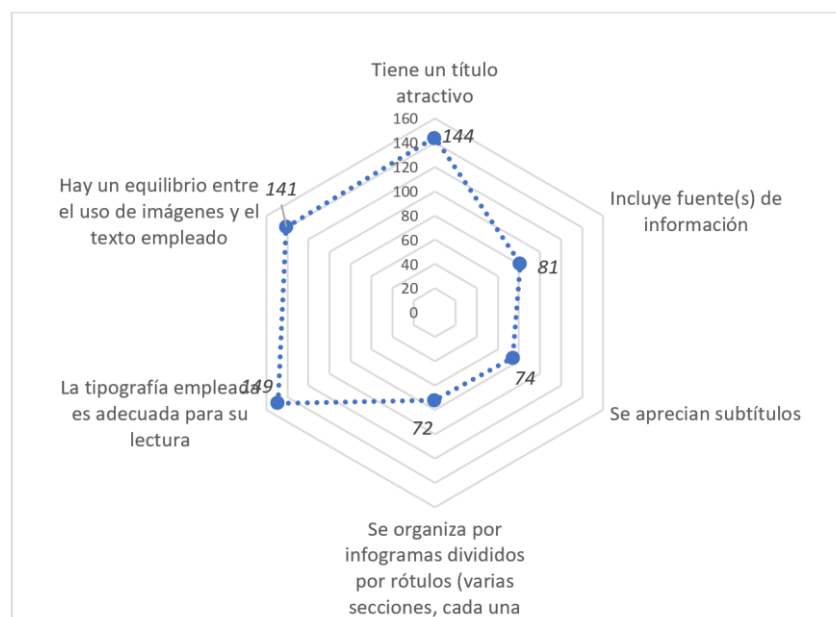 Tiene un título
atractivo
160
140
120
100
80
60
40
20
0
144
Incluye fuente(s) de
información
81
Se aprecian subtítulos
74
Se organiza por
infogramas divididos
por rótulos (varias
secciones, cada una
72
La tipografía empleada
es adecuada para su
lectura
149
Hay un equilibrio entre
el uso de imágenes y el
texto empleado
141